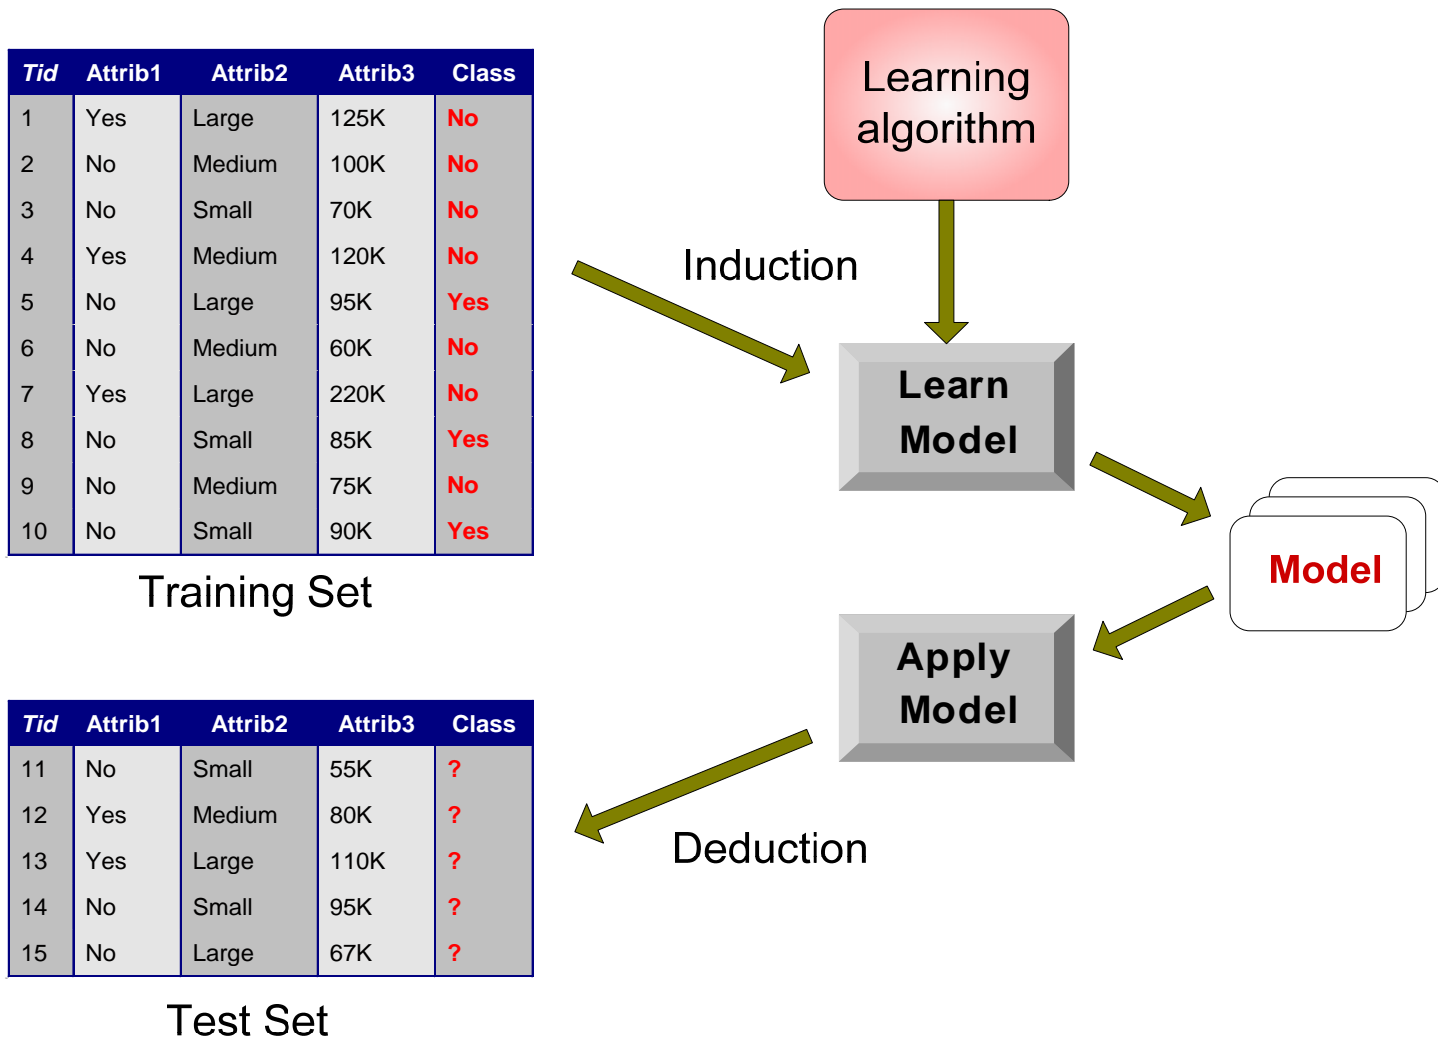 Tid Attrib1 Attrib2 Attrib3 Class
1 Yes Large 125K No
2 No Medium 100K No
3 No Small 70K No
4 Yes Medium 120K No
5 No Large 95K Yes
6 No Medium 60K No
7 Yes Large 220K No
8 No Small 85K Yes
9 No Medium 75K No
10 No Small 90K Yes
Training Set
Learning
algorithm
Induction
Learn
Model
Model
Apply
Model
Deduction
Tid Attrib1 Attrib2 Attrib3 Class
11 No Small 55K ?
12 Yes Medium 80K ?
13 Yes Large 110K ?
14 No Small 95K ?
15 No Large 67K ?
Test Set